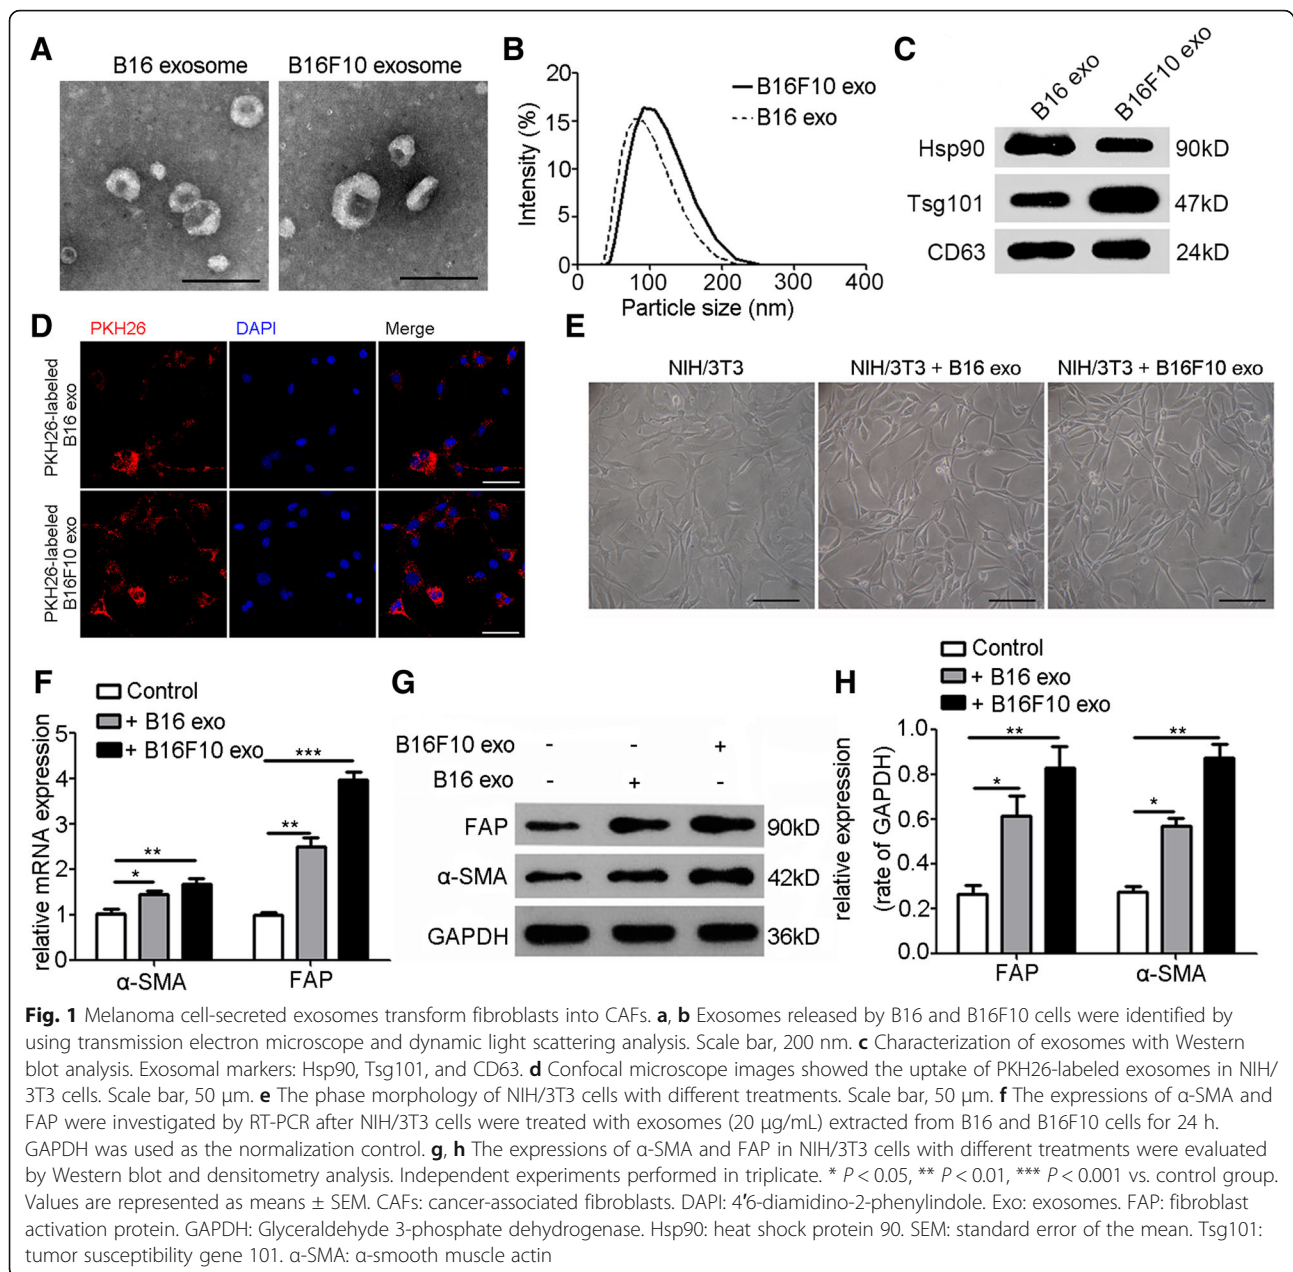 A
B16 exosome
B16F10 exosome
B
20
15
10
5
0
0
100
200
300
400
Intensity (%)
Particle size (nm)
B16F10 exo
B16 exo
C
B16 exo
B16F10 exo
Hsp90
90kD
Tsg101
47kD
CD63
24kD
D
PKH26
DAPI
Merge
PKH26-labeled
B16 exo
PKH26-labeled
B16F10 exo
E
NIH/3T3
NIH/3T3 + B16 exo
NIH/3T3 + B16F10 exo
F
Control
+ B16 exo
+ B16F10 exo
relative mRNA expression
5
4
3
2
1
0
*
**
**
***
α-SMA
FAP
G
B16F10 exo - - +
B16 exo - + -
FAP
90kD
α-SMA
42kD
GAPDH
36kD
H
Control
+ B16 exo
+ B16F10 exo
relative expression
(rate of GAPDH)
1.0
0.8
0.6
0.4
0.2
0.0
*
**
*
**
FAP
α-SMA
Fig. 1 Melanoma cell-secreted exosomes transform fibroblasts into CAFs. a, b Exosomes released by B16 and B16F10 cells were identified by
using transmission electron microscope and dynamic light scattering analysis. Scale bar, 200 nm. c Characterization of exosomes with Western
blot analysis. Exosomal markers: Hsp90, Tsg101, and CD63. d Confocal microscope images showed the uptake of PKH26-labeled exosomes in NIH/
3T3 cells. Scale bar, 50 μm. e The phase morphology of NIH/3T3 cells with different treatments. Scale bar, 50 μm. f The expressions of α-SMA and
FAP were investigated by RT-PCR after NIH/3T3 cells were treated with exosomes (20 μg/mL) extracted from B16 and B16F10 cells for 24 h.
GAPDH was used as the normalization control. g, h The expressions of α-SMA and FAP in NIH/3T3 cells with different treatments were evaluated
by Western blot and densitometry analysis. Independent experiments performed in triplicate. * P < 0.05, ** P < 0.01, *** P < 0.001 vs. control group.
Values are represented as means ± SEM. CAFs: cancer-associated fibroblasts. DAPI: 4′6-diamidino-2-phenylindole. Exo: exosomes. FAP: fibroblast
activation protein. GAPDH: Glyceraldehyde 3-phosphate dehydrogenase. Hsp90: heat shock protein 90. SEM: standard error of the mean. Tsg101:
tumor susceptibility gene 101. α-SMA: α-smooth muscle actin